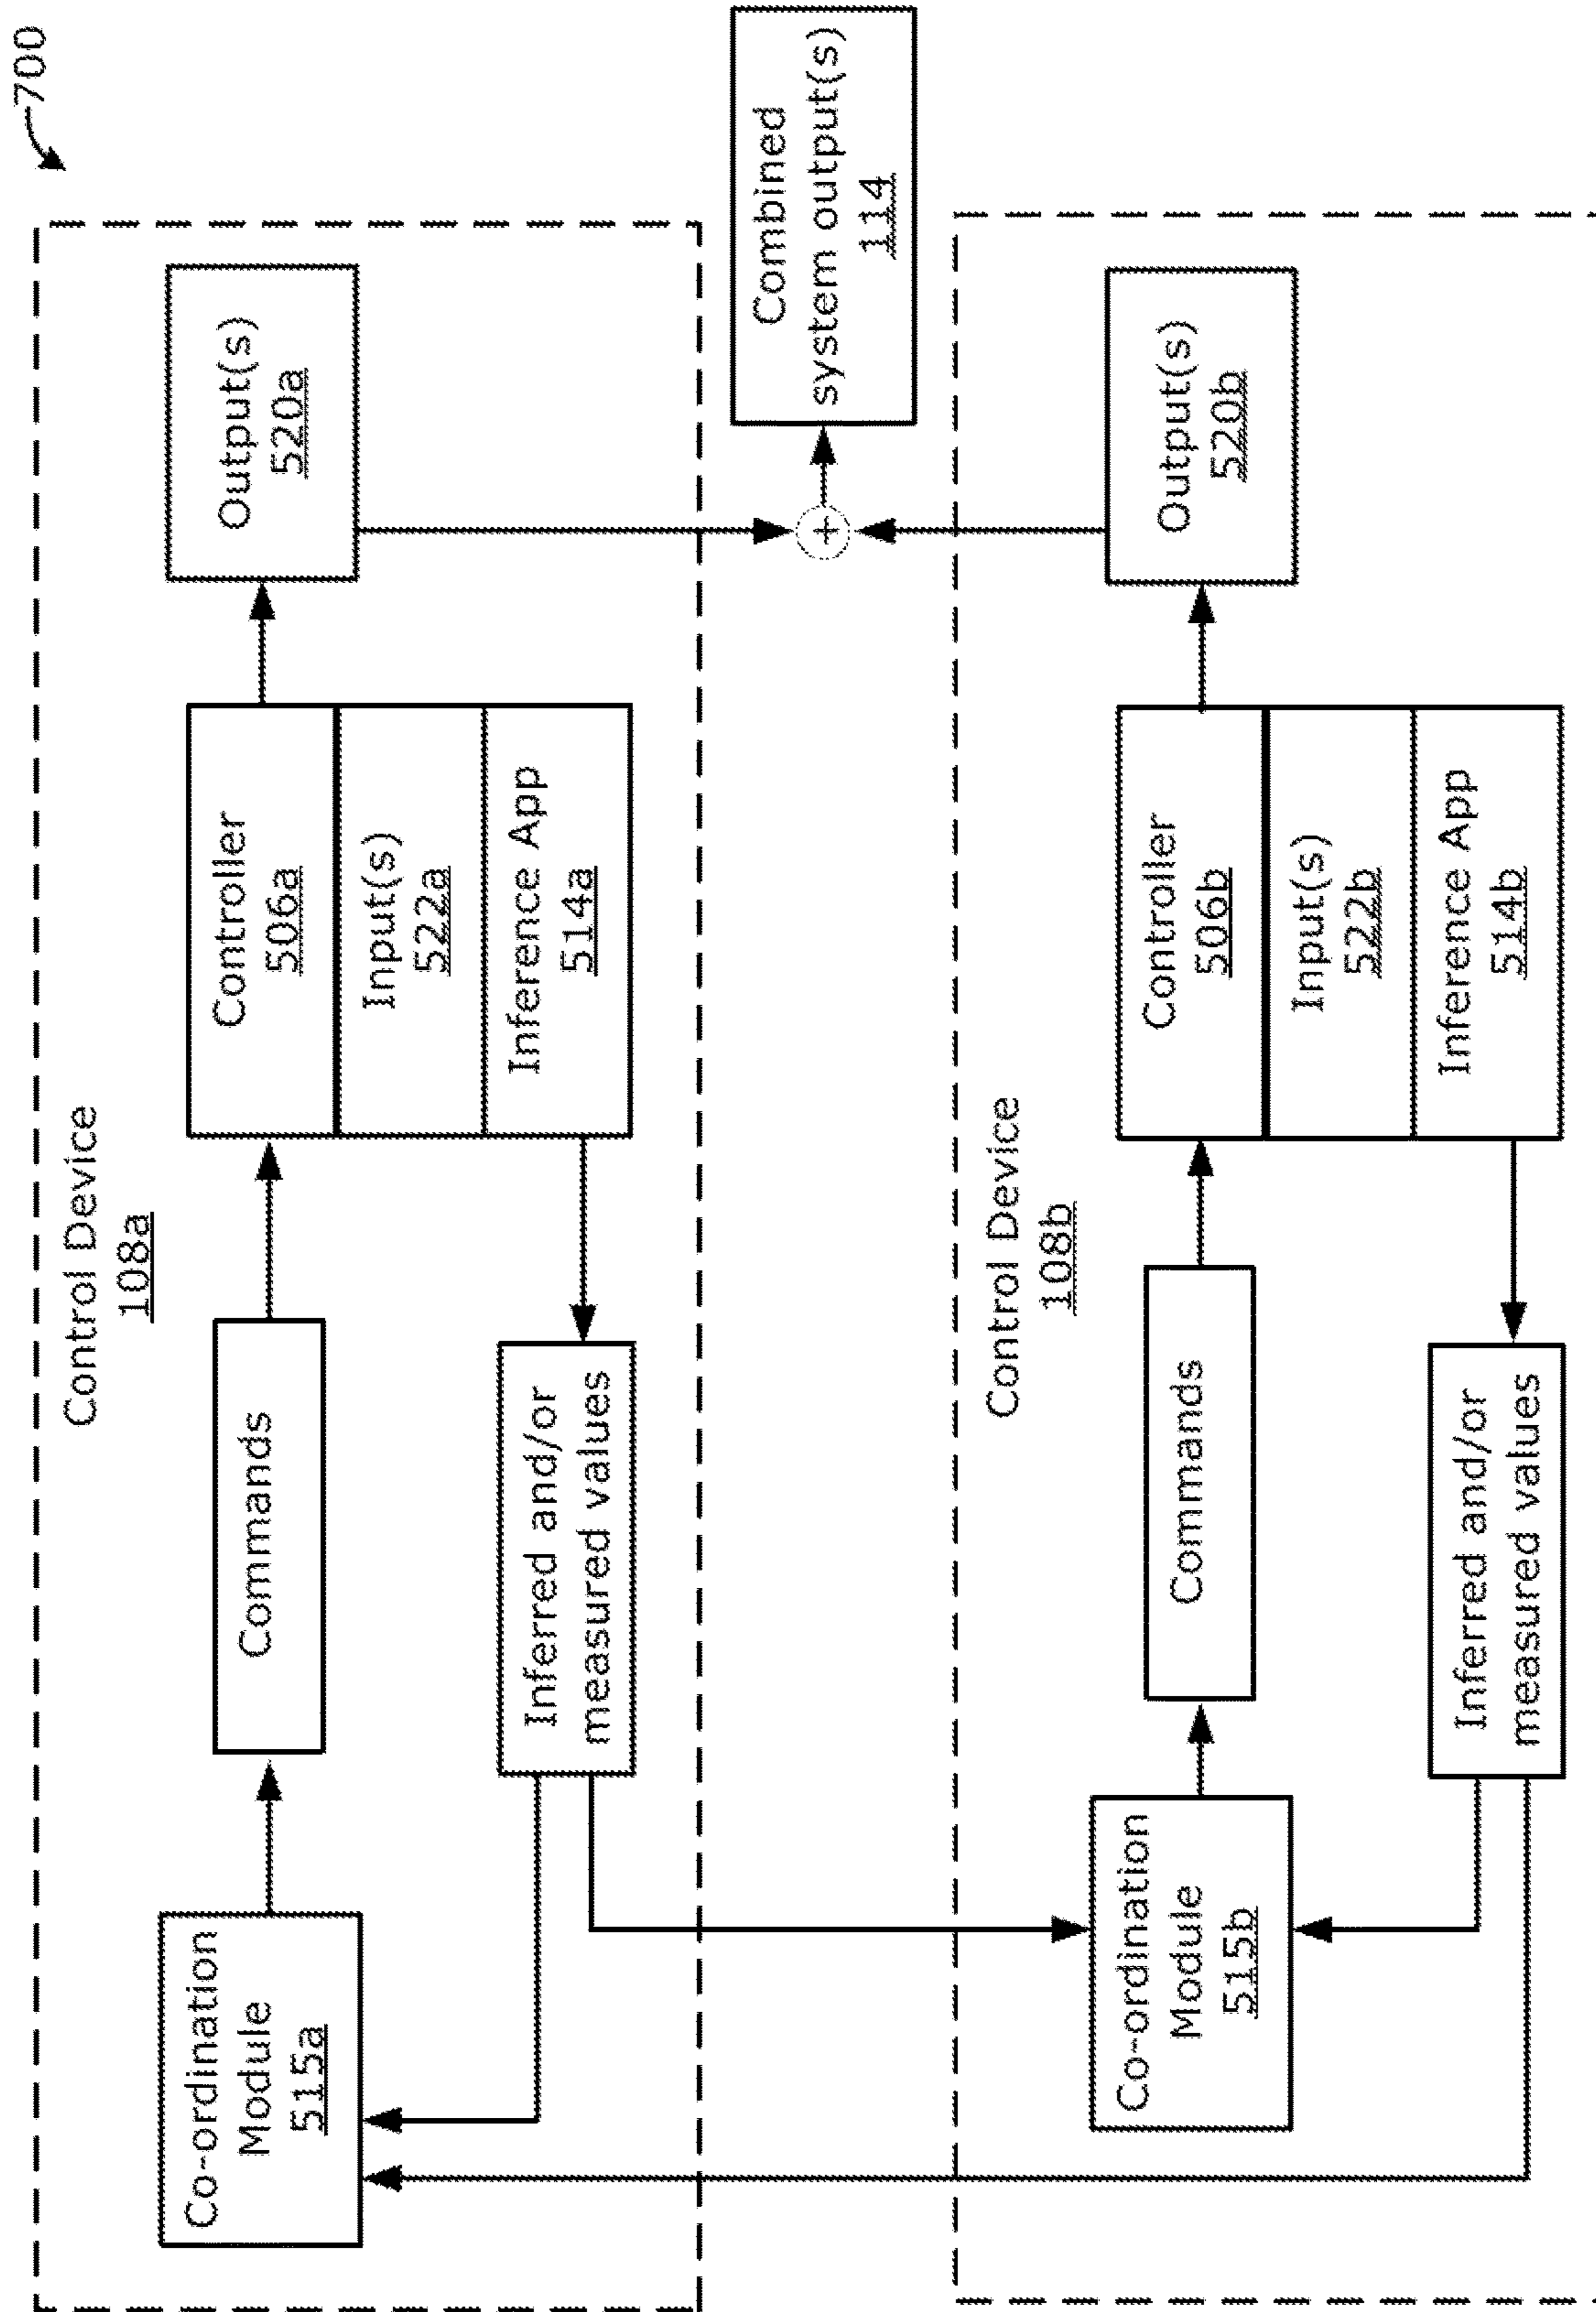 700
Control Device
108a
Co-ordination
Module
515a
Commands
Controller
506a
Input(s)
522a
Inference App
514a
Output(s)
520a
Inferred and/or
measured values
+
Combined
system output(s)
114
Control Device
108b
Co-ordination
Module
515b
Commands
Controller
506b
Input(s)
522b
Inference App
514b
Output(s)
520b
Inferred and/or
measured values